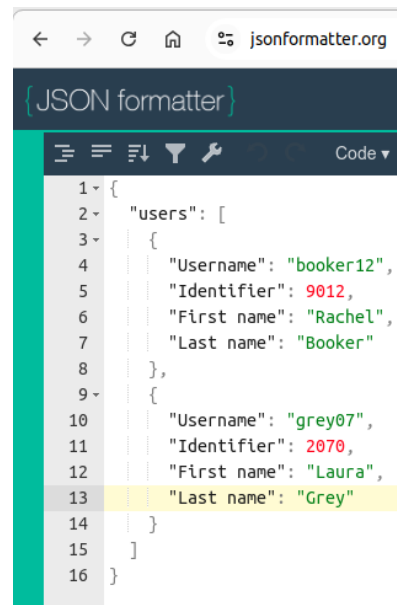 jsonformatter.org
{JSON formatter}
Code
1 {
2 "users": [
3 {
4 "Username": "booker12",
5 "Identifier": 9012,
6 "First name": "Rachel",
7 "Last name": "Booker"
8 },
9 {
10 "Username": "grey07",
11 "Identifier": 2070,
12 "First name": "Laura",
13 "Last name": "Grey"
14 }
15 ]
16 }